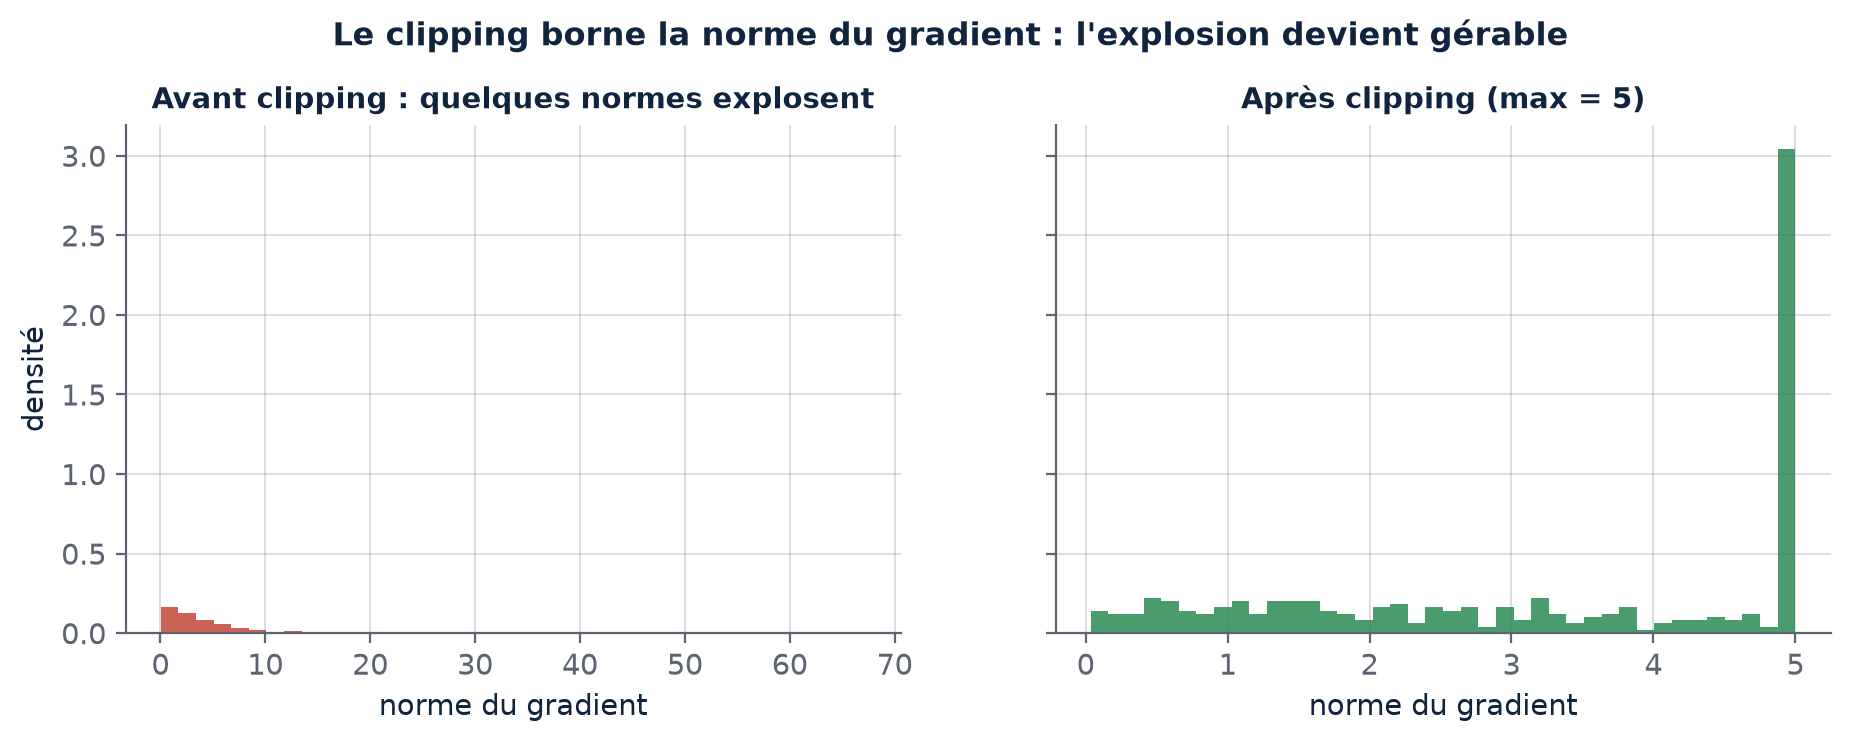 Le clipping borne la norme du gradient : l'explosion devient gérable
Avant clipping : quelques normes explosent
3.0
2.5
2.0
1.5
1.0
0.5
0.0
densité
0 10 20 30 40 50 60 70
norme du gradient
Après clipping (max = 5)
0 1 2 3 4 5
norme du gradient